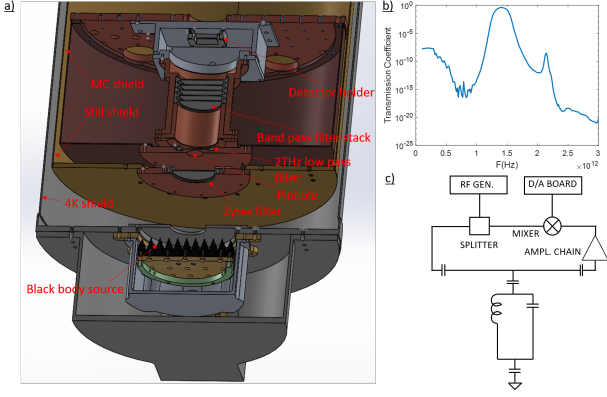 a)
MC shield
Still shield
4K shield
Black body source
Detector holder
Band pass filter stack
2THz low pass
filter
Pinhole
Zytex filter
b)
Transmission Coefficient
10^0
10^-5
10^-10
10^-15
10^-20
10^-25
0
0.5
1
1.5
2
2.5
3
F(Hz)
×10^12
c)
RF GEN.
D/A BOARD
SPLITTER
MIXER
AMPL. CHAIN